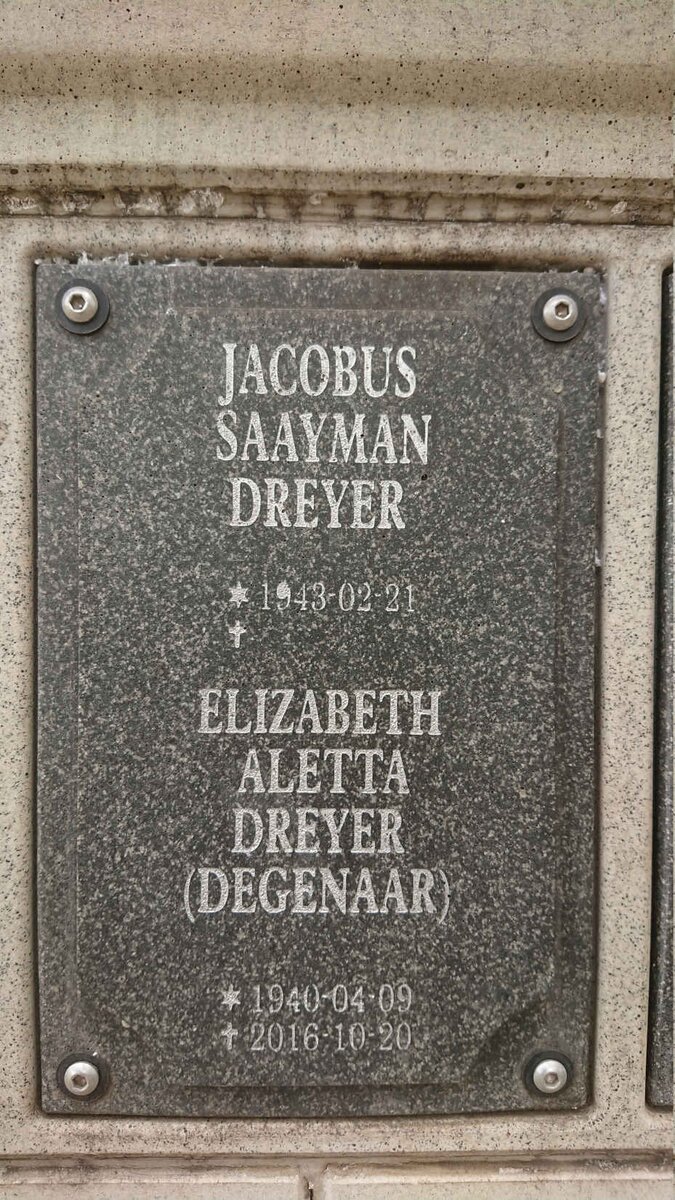 JACOBUS
SAAYMAN
DREYER
* 1943-02-21
†
ELIZABETH
ALETTA
DREYER
(DEGENAAR)
* 1940-04-09
† 2016-10-20